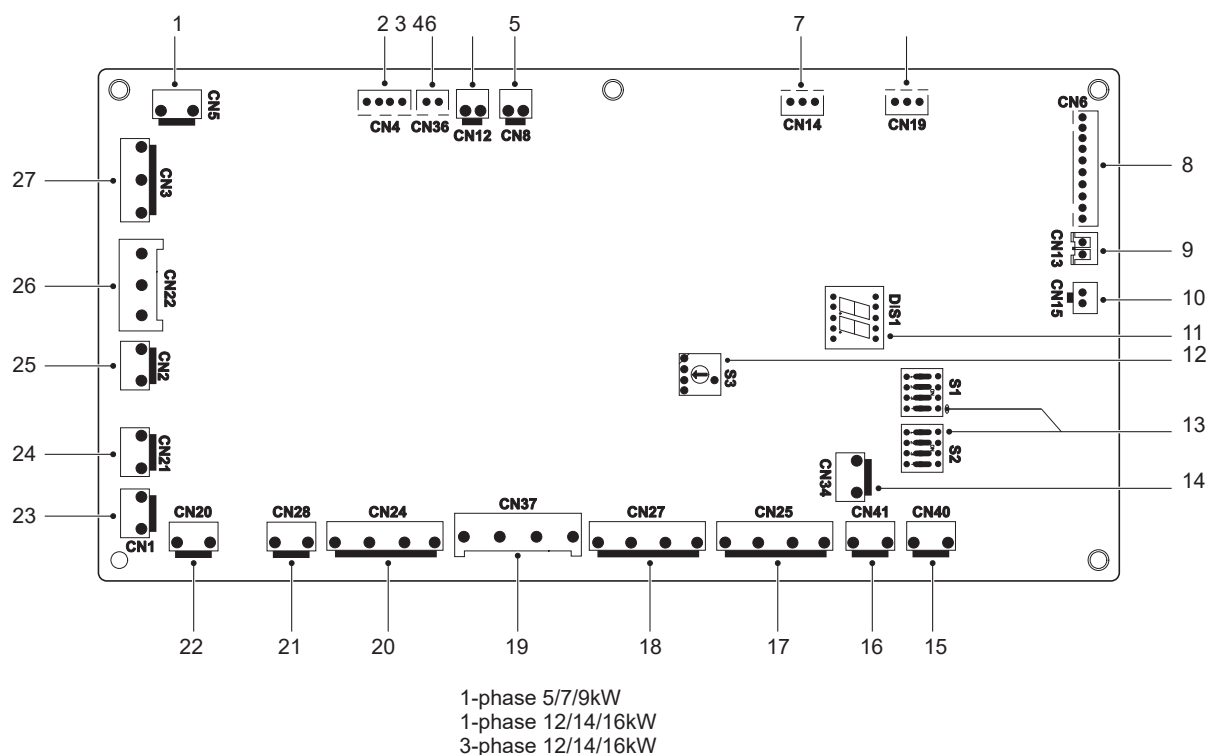 1 2 3 46 5 7
CN5
CN4
CN36
CN12
CN8
CN14
CN19
CN6
27
CN3
8
CN13
9
26
CN22
CN15
10
DIS1
11
12
25
CN2
S3
S1
13
24
CN21
S2
CN34
14
23
CN1
CN20
CN28
CN24
CN37
CN27
CN25
CN41
CN40
22 21 20 19 18 17 16 15
1-phase 5/7/9kW
1-phase 12/14/16kW
3-phase 12/14/16kW